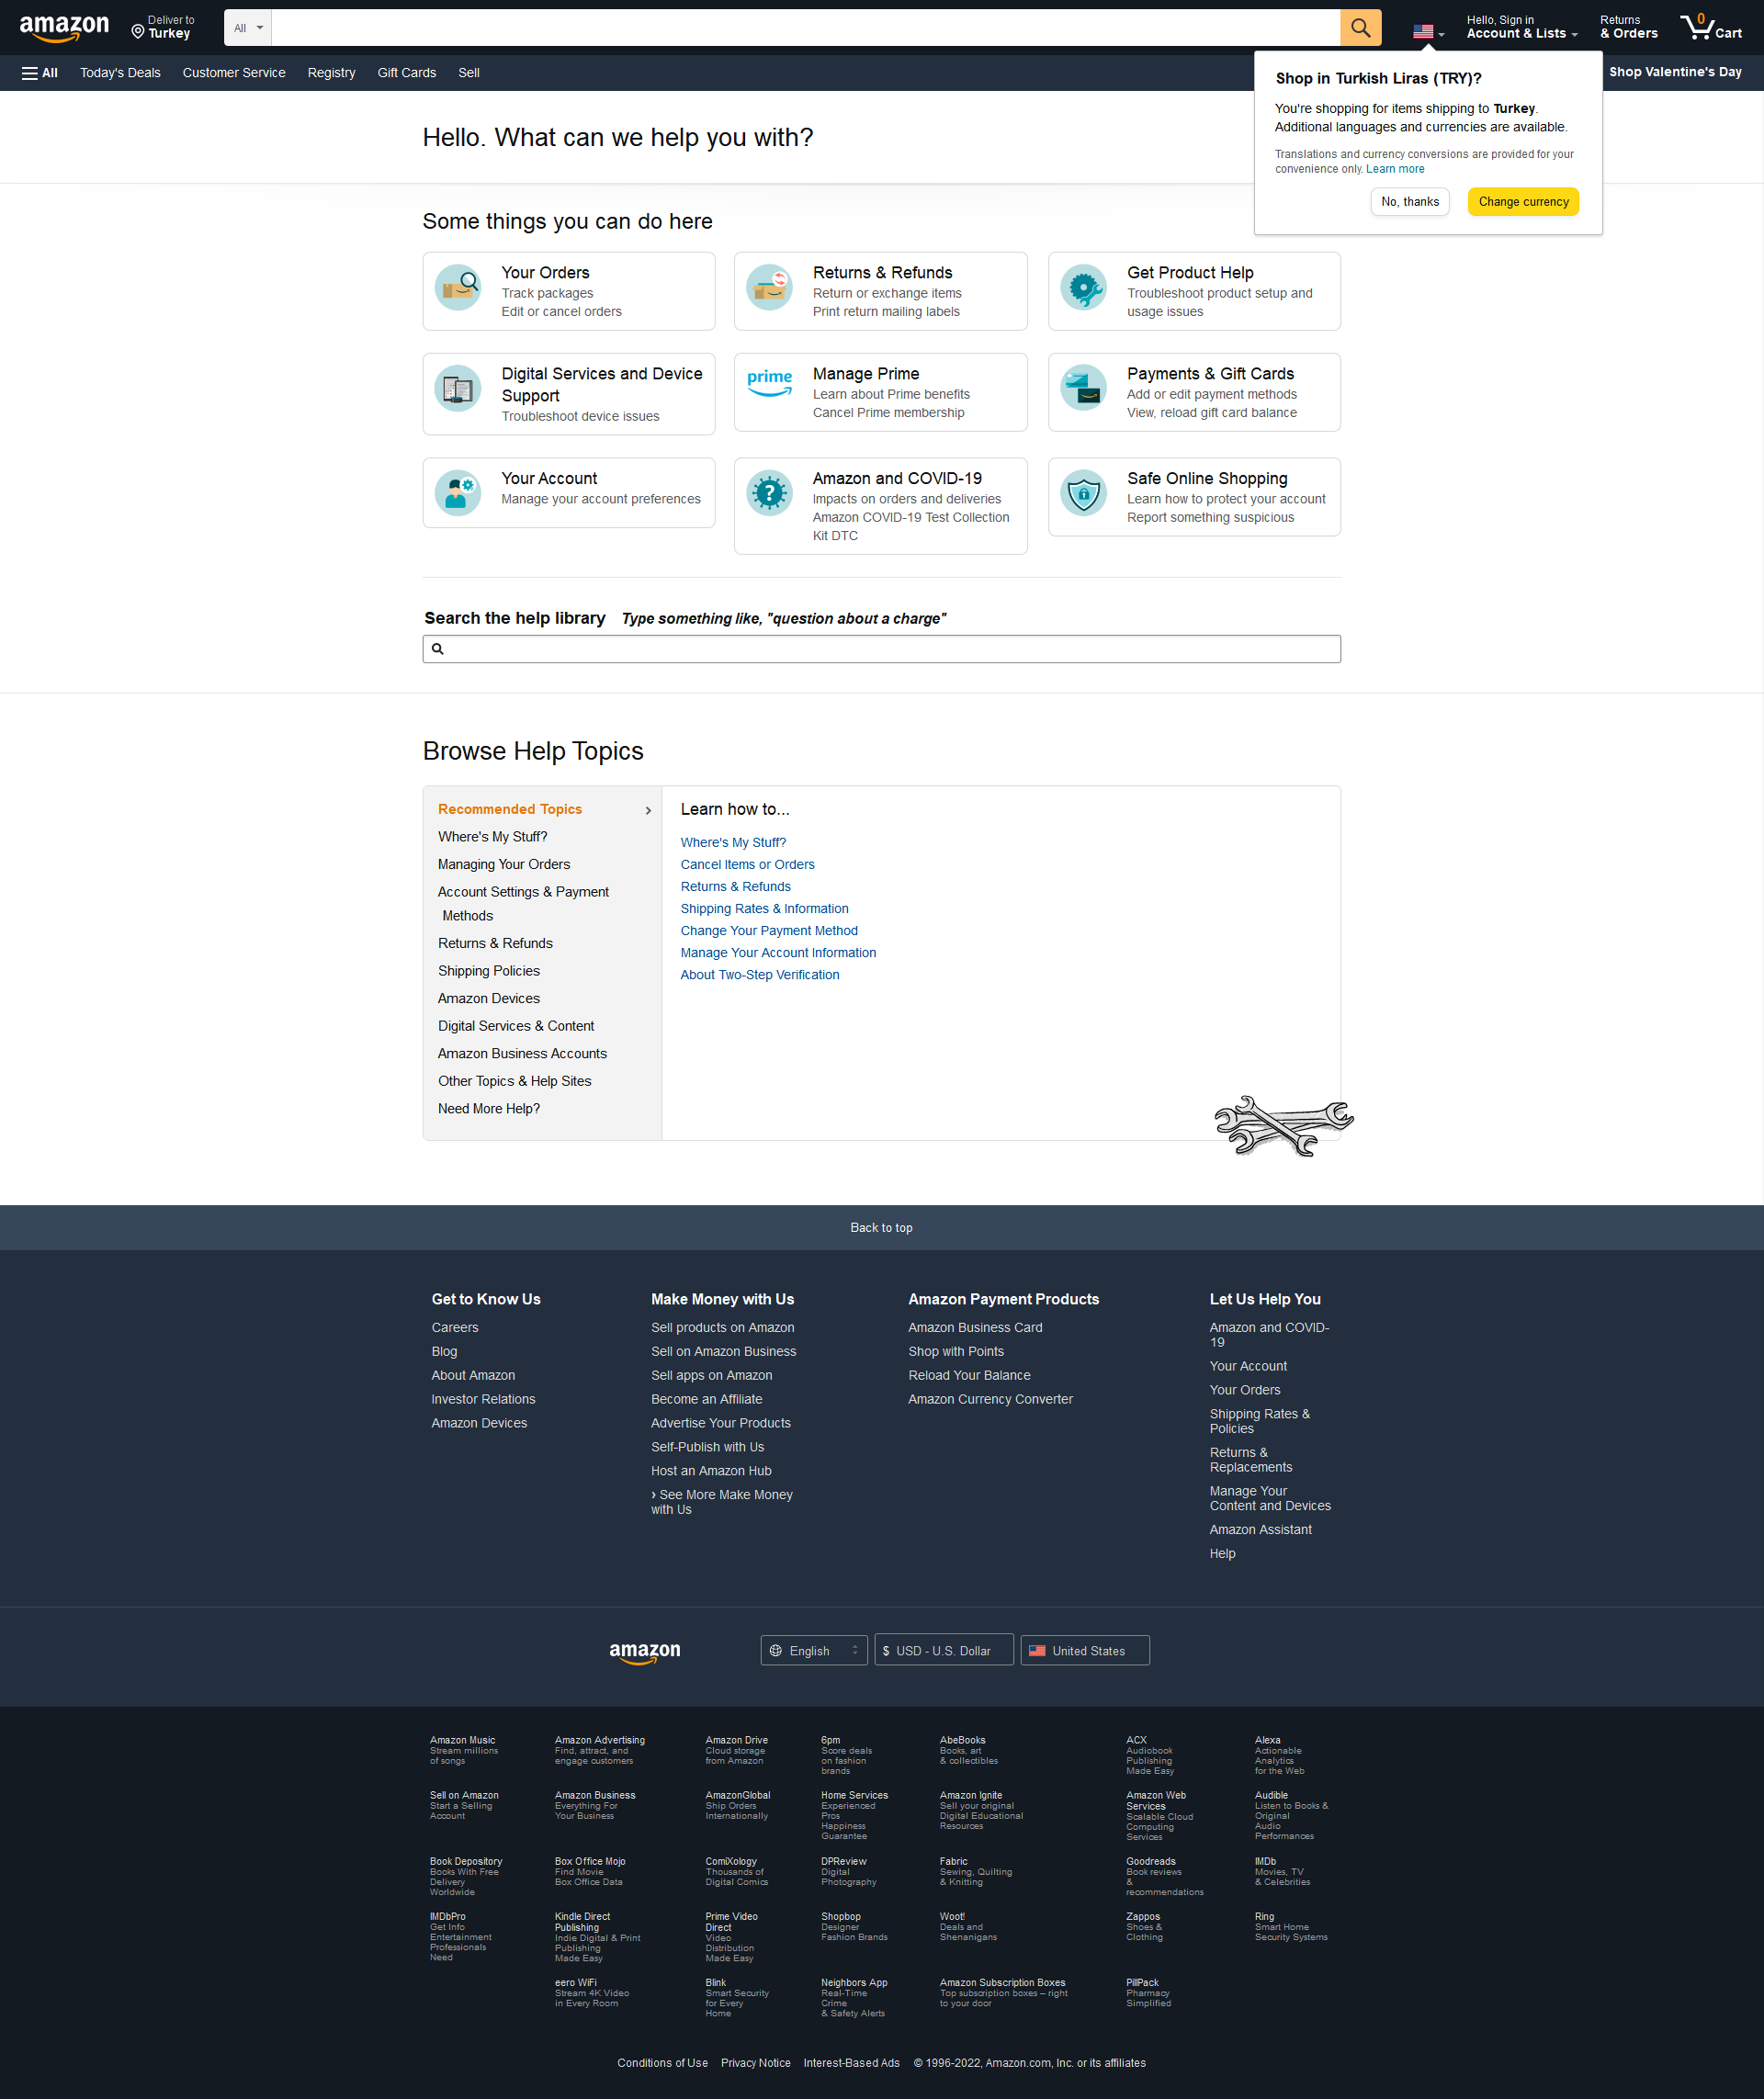 amazon
Deliver to
Turkey
All
Hello, Sign in
Account & Lists
Returns
& Orders
0
Cart
All
Today's Deals
Customer Service
Registry
Gift Cards
Sell
Shop Valentine's Day
Shop in Turkish Liras (TRY)?
You're shopping for items shipping to Turkey.
Additional languages and currencies are available.
Translations and currency conversions are provided for your
convenience only. Learn more
No, thanks
Change currency
Hello. What can we help you with?
Some things you can do here
Your Orders
Track packages
Edit or cancel orders
Returns & Refunds
Return or exchange items
Print return mailing labels
Get Product Help
Troubleshoot product setup and
usage issues
Digital Services and Device
Support
Troubleshoot device issues
prime
Manage Prime
Learn about Prime benefits
Cancel Prime membership
Payments & Gift Cards
Add or edit payment methods
View, reload gift card balance
Your Account
Manage your account preferences
?
Amazon and COVID-19
Impacts on orders and deliveries
Amazon COVID-19 Test Collection
Kit DTC
Safe Online Shopping
Learn how to protect your account
Report something suspicious
Search the help library Type something like, "question about a charge"
Browse Help Topics
Recommended Topics
Where's My Stuff?
Managing Your Orders
Account Settings & Payment
Methods
Returns & Refunds
Shipping Policies
Amazon Devices
Digital Services & Content
Amazon Business Accounts
Other Topics & Help Sites
Need More Help?
Learn how to...
Where's My Stuff?
Cancel Items or Orders
Returns & Refunds
Shipping Rates & Information
Change Your Payment Method
Manage Your Account Information
About Two-Step Verification
Back to top
Get to Know Us
Careers
Blog
About Amazon
Investor Relations
Amazon Devices
Make Money with Us
Sell products on Amazon
Sell on Amazon Business
Sell apps on Amazon
Become an Affiliate
Advertise Your Products
Self-Publish with Us
Host an Amazon Hub
› See More Make Money
with Us
Amazon Payment Products
Amazon Business Card
Shop with Points
Reload Your Balance
Amazon Currency Converter
Let Us Help You
Amazon and COVID-
19
Your Account
Your Orders
Shipping Rates &
Policies
Returns &
Replacements
Manage Your
Content and Devices
Amazon Assistant
Help
amazon
English
$ USD - U.S. Dollar
United States
Amazon Music
Stream millions
of songs
Amazon Advertising
Find, attract, and
engage customers
Amazon Drive
Cloud storage
from Amazon
6pm
Score deals
on fashion
brands
AbeBooks
Books, art
& collectibles
ACX
Audiobook
Publishing
Made Easy
Alexa
Actionable
Analytics
for the Web
Sell on Amazon
Start a Selling
Account
Amazon Business
Everything For
Your Business
AmazonGlobal
Ship Orders
Internationally
Home Services
Experienced
Pros
Happiness
Guarantee
Amazon Ignite
Sell your original
Digital Educational
Resources
Amazon Web
Services
Scalable Cloud
Computing
Services
Audible
Listen to Books &
Original
Audio
Performances
Book Depository
Books With Free
Delivery
Worldwide
Box Office Mojo
Find Movie
Box Office Data
ComiXology
Thousands of
Digital Comics
DPReview
Digital
Photography
Fabric
Sewing, Quilting
& Knitting
Goodreads
Book reviews
&
recommendations
IMDb
Movies, TV
& Celebrities
IMDbPro
Get Info
Entertainment
Professionals
Need
Kindle Direct
Publishing
Indie Digital & Print
Publishing
Made Easy
Prime Video
Direct
Video
Distribution
Made Easy
Shopbop
Designer
Fashion Brands
Woot!
Deals and
Shenanigans
Zappos
Shoes &
Clothing
Ring
Smart Home
Security Systems
eero WiFi
Stream 4K Video
in Every Room
Blink
Smart Security
for Every
Home
Neighbors App
Real-Time
Crime
& Safety Alerts
Amazon Subscription Boxes
Top subscription boxes – right
to your door
PillPack
Pharmacy
Simplified
Conditions of Use
Privacy Notice
Interest-Based Ads
© 1996-2022, Amazon.com, Inc. or its affiliates